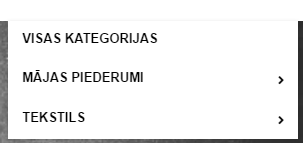 VISAS KATEGORIJAS
MĀJAS PIEDERUMI
TEKSTILS